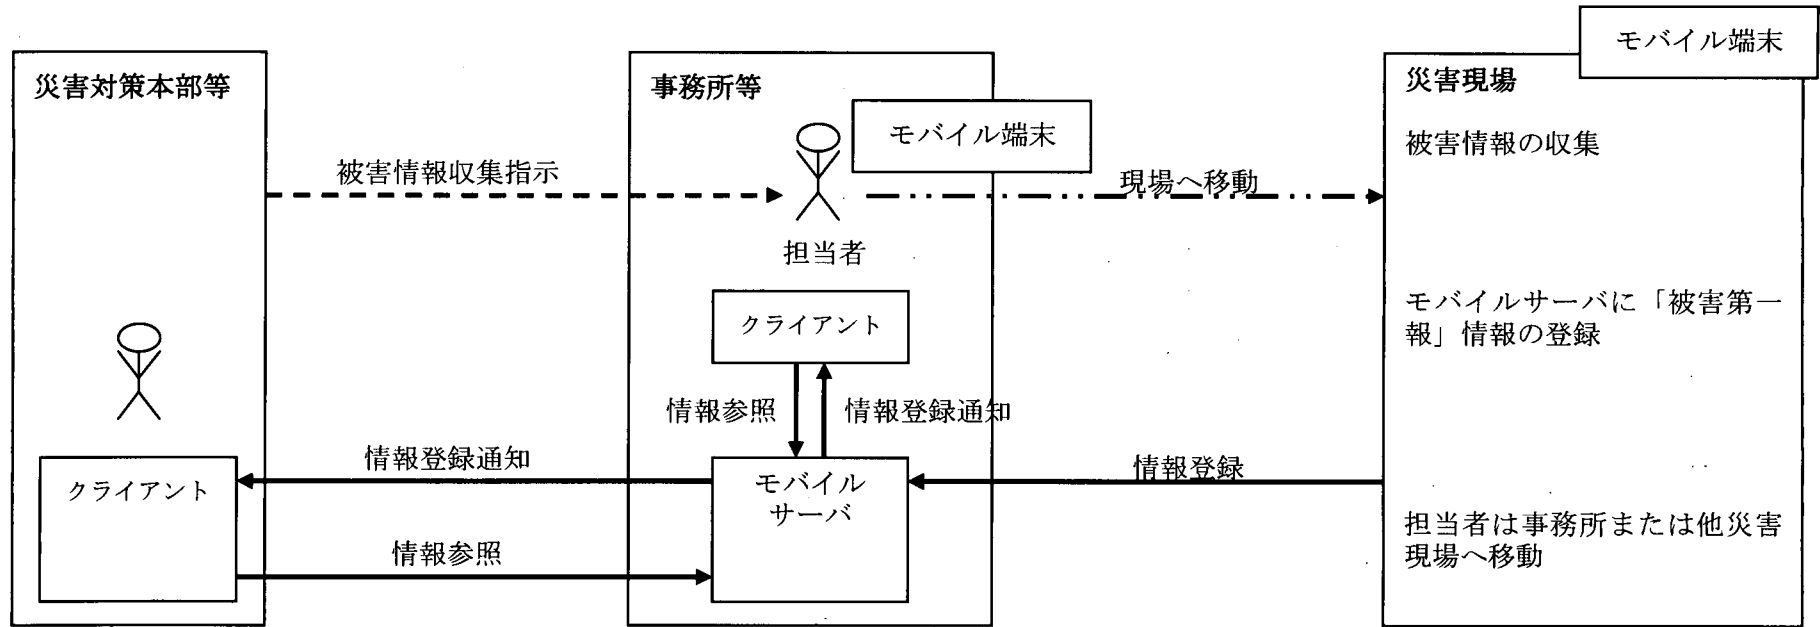 災害対策本部等
被害情報収集指示
クライアント
情報登録通知
情報参照
事務所等
モバイル端末
担当者
クライアント
情報参照
情報登録通知
モバイル
サーバ
現場へ移動
情報登録
モバイル端末
災害現場
被害情報の収集
モバイルサーバに「被害第一
報」情報の登録
担当者は事務所または他災害
現場へ移動